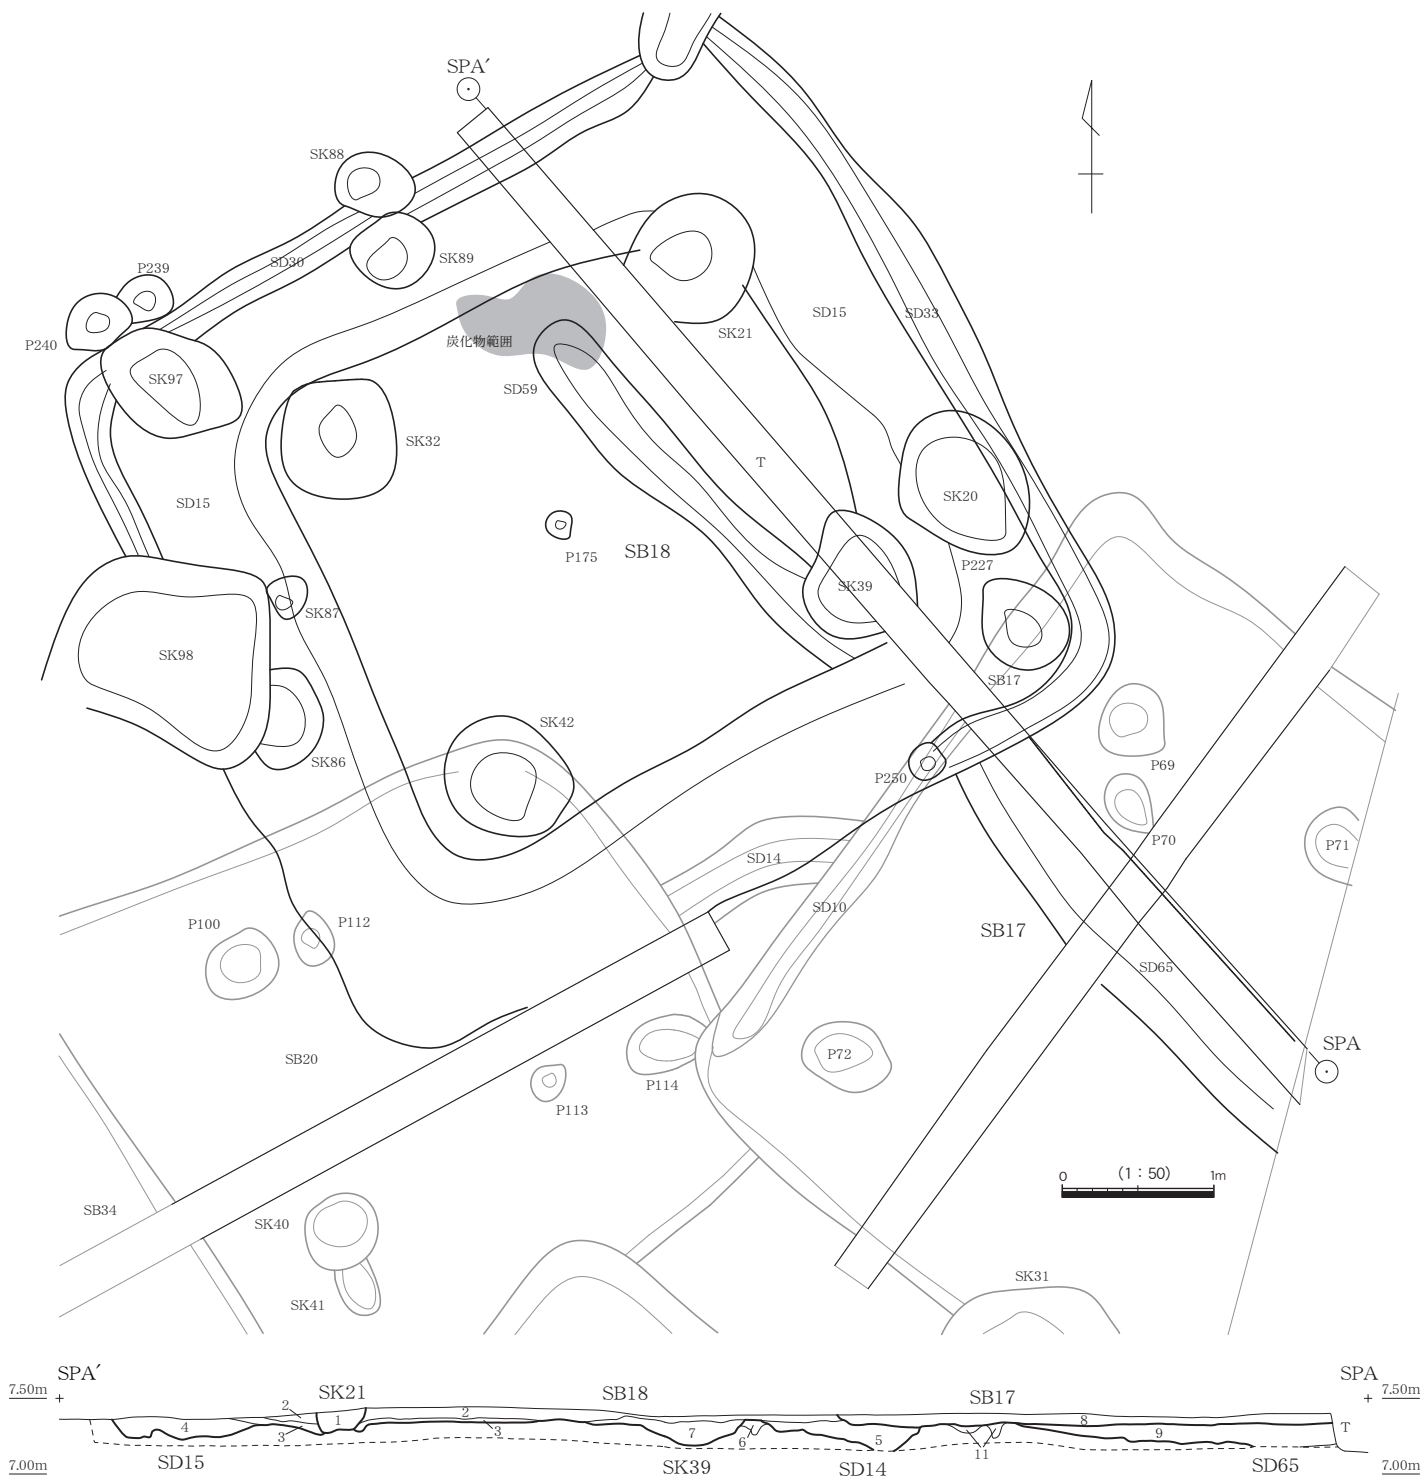 SPA′
SK88
P239
SD30
SK89
P240
炭化物範囲
SD15
SD33
SK21
SK97
SD59
SK32
T
SK20
SD15
P175
SB18
P227
SK39
SK87
SK98
SB17
SK42
SK86
P250
P69
P70
P71
SD14
SD10
P100
P112
SB17
SD65
SB20
P72
SPA
P114
P113
0 (1：50) 1m
SB34
SK40
SK31
SK41
SPA′
SPA
7.50m
7.50m
SK21
SB18
SB17
2
2
1
4
3
3
7
6
5
11
8
9
T
7.00m
SD15
SK39
SD14
SD65
7.00m